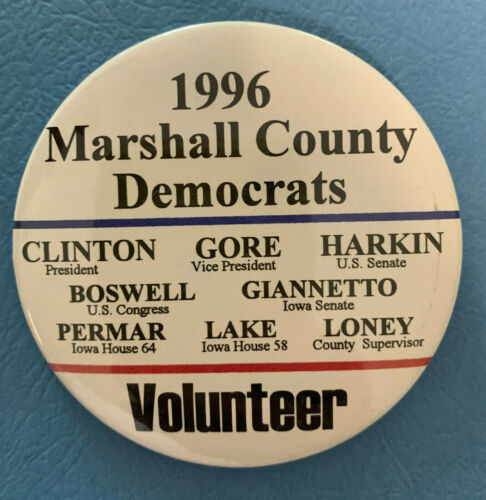 1996
Marshall County
Democrats
CLINTON GORE HARKIN
President Vice President U.S. Senate
BOSWELL GIANNETTO
U.S. Congress Iowa Senate
PERMAR LAKE LONEY
Iowa House 64 Iowa House 58 County Supervisor
Volunteer